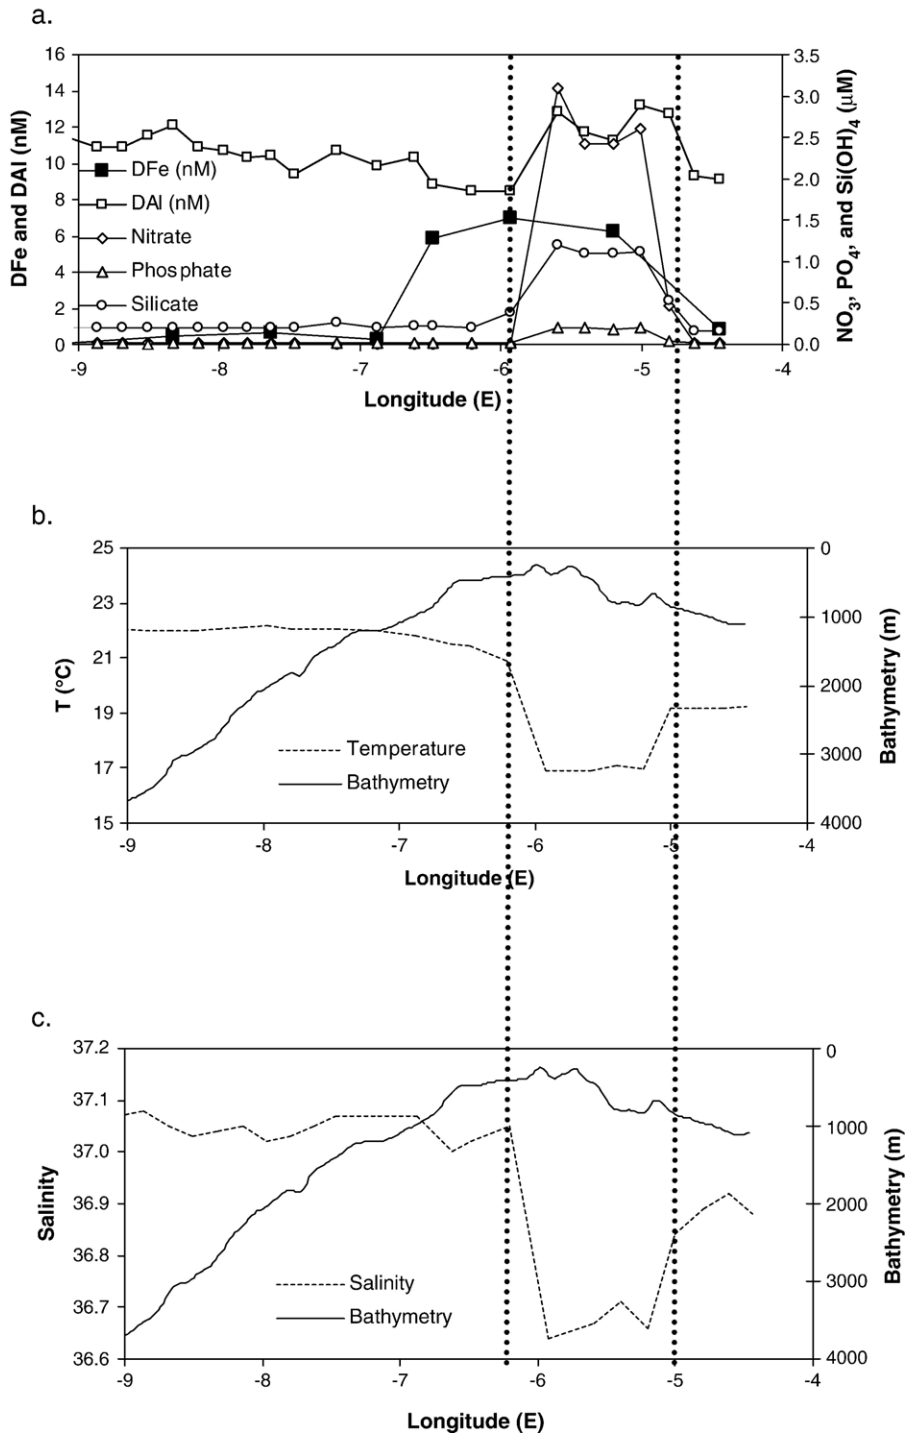 a.
16
14
12
10
8
6
4
2
0
DFe and DAl (nM)
3.5
3.0
2.5
2.0
1.5
1.0
0.5
0.0
NO3, PO4, and Si(OH)4 (μM)
DFe (nM)
DAl (nM)
Nitrate
Phosphate
Silicate
-9 -8 -7 -6 -5 -4
Longitude (E)
b.
25
23
21
19
17
15
T (°C)
0
1000
2000
3000
4000
Bathymetry (m)
Temperature
Bathymetry
-9 -8 -7 -6 -5 -4
Longitude (E)
c.
37.2
37.1
37.0
36.9
36.8
36.7
36.6
Salinity
0
1000
2000
3000
4000
Bathymetry (m)
Salinity
Bathymetry
-9 -8 -7 -6 -5 -4
Longitude (E)